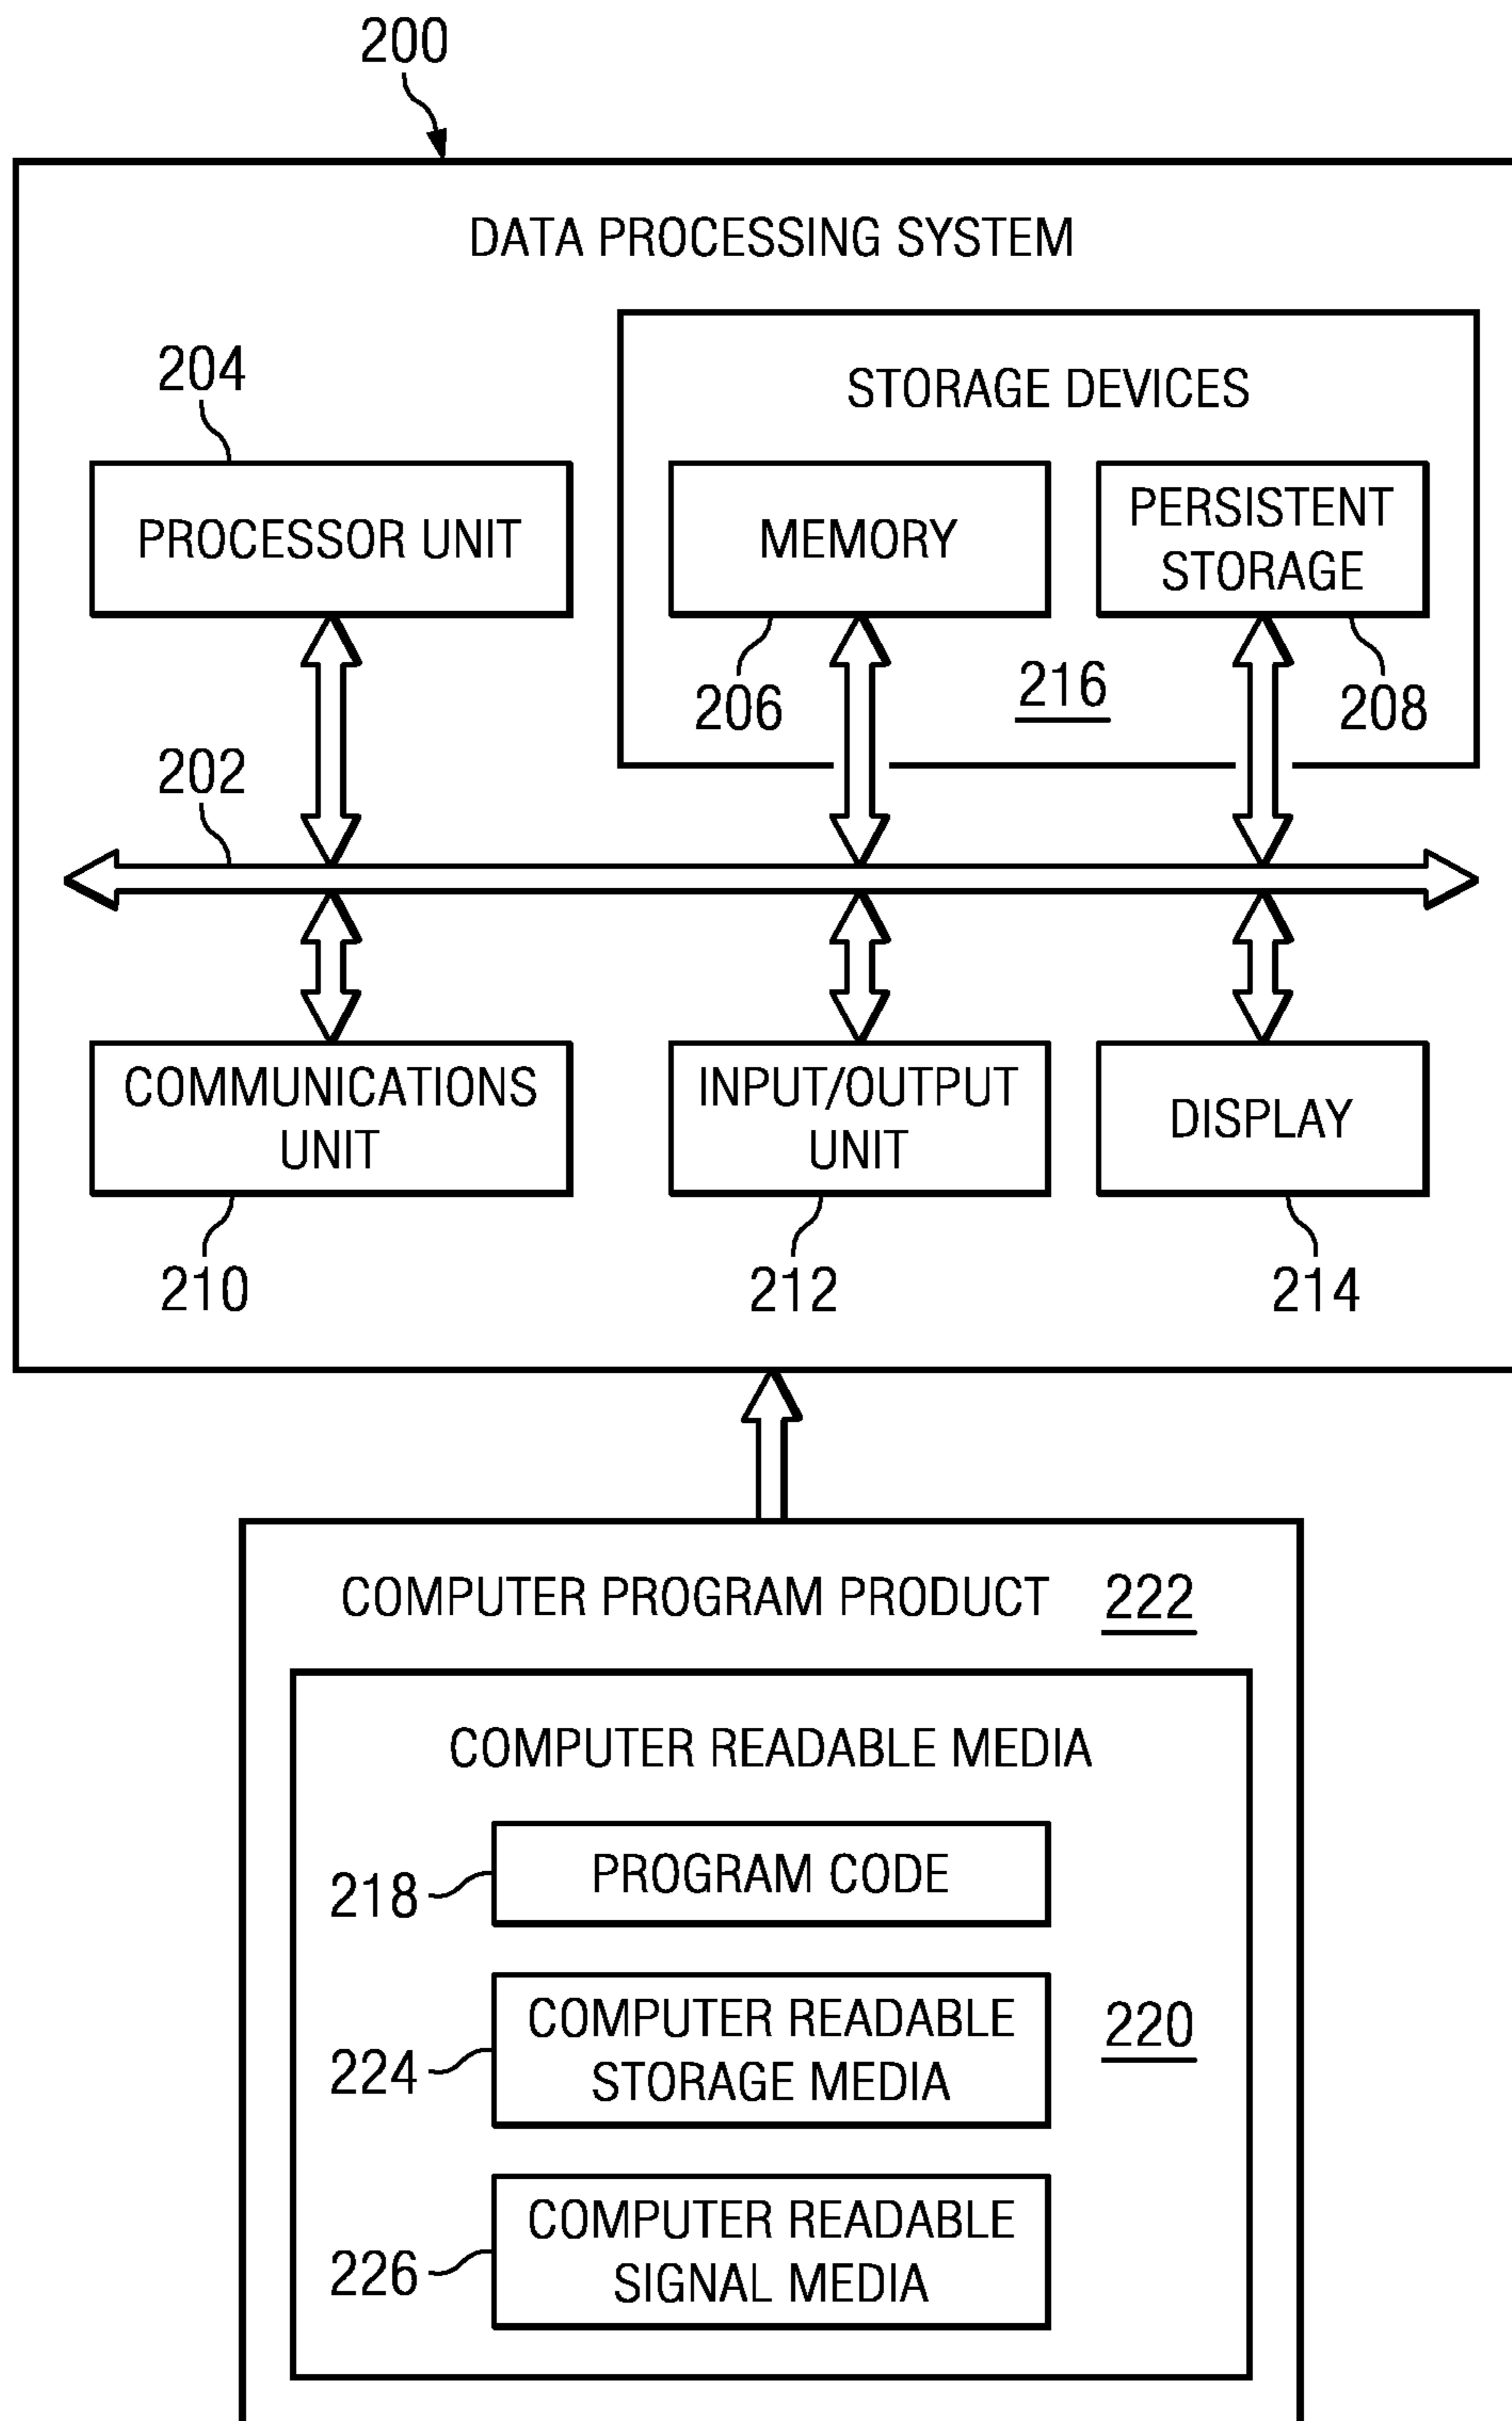 200
DATA PROCESSING SYSTEM
204
STORAGE DEVICES
PROCESSOR UNIT
MEMORY
PERSISTENT
STORAGE
206
216
208
202
COMMUNICATIONS
UNIT
INPUT/OUTPUT
UNIT
DISPLAY
210
212
214
COMPUTER PROGRAM PRODUCT 222
COMPUTER READABLE MEDIA
218
PROGRAM CODE
224
COMPUTER READABLE
STORAGE MEDIA
220
226
COMPUTER READABLE
SIGNAL MEDIA